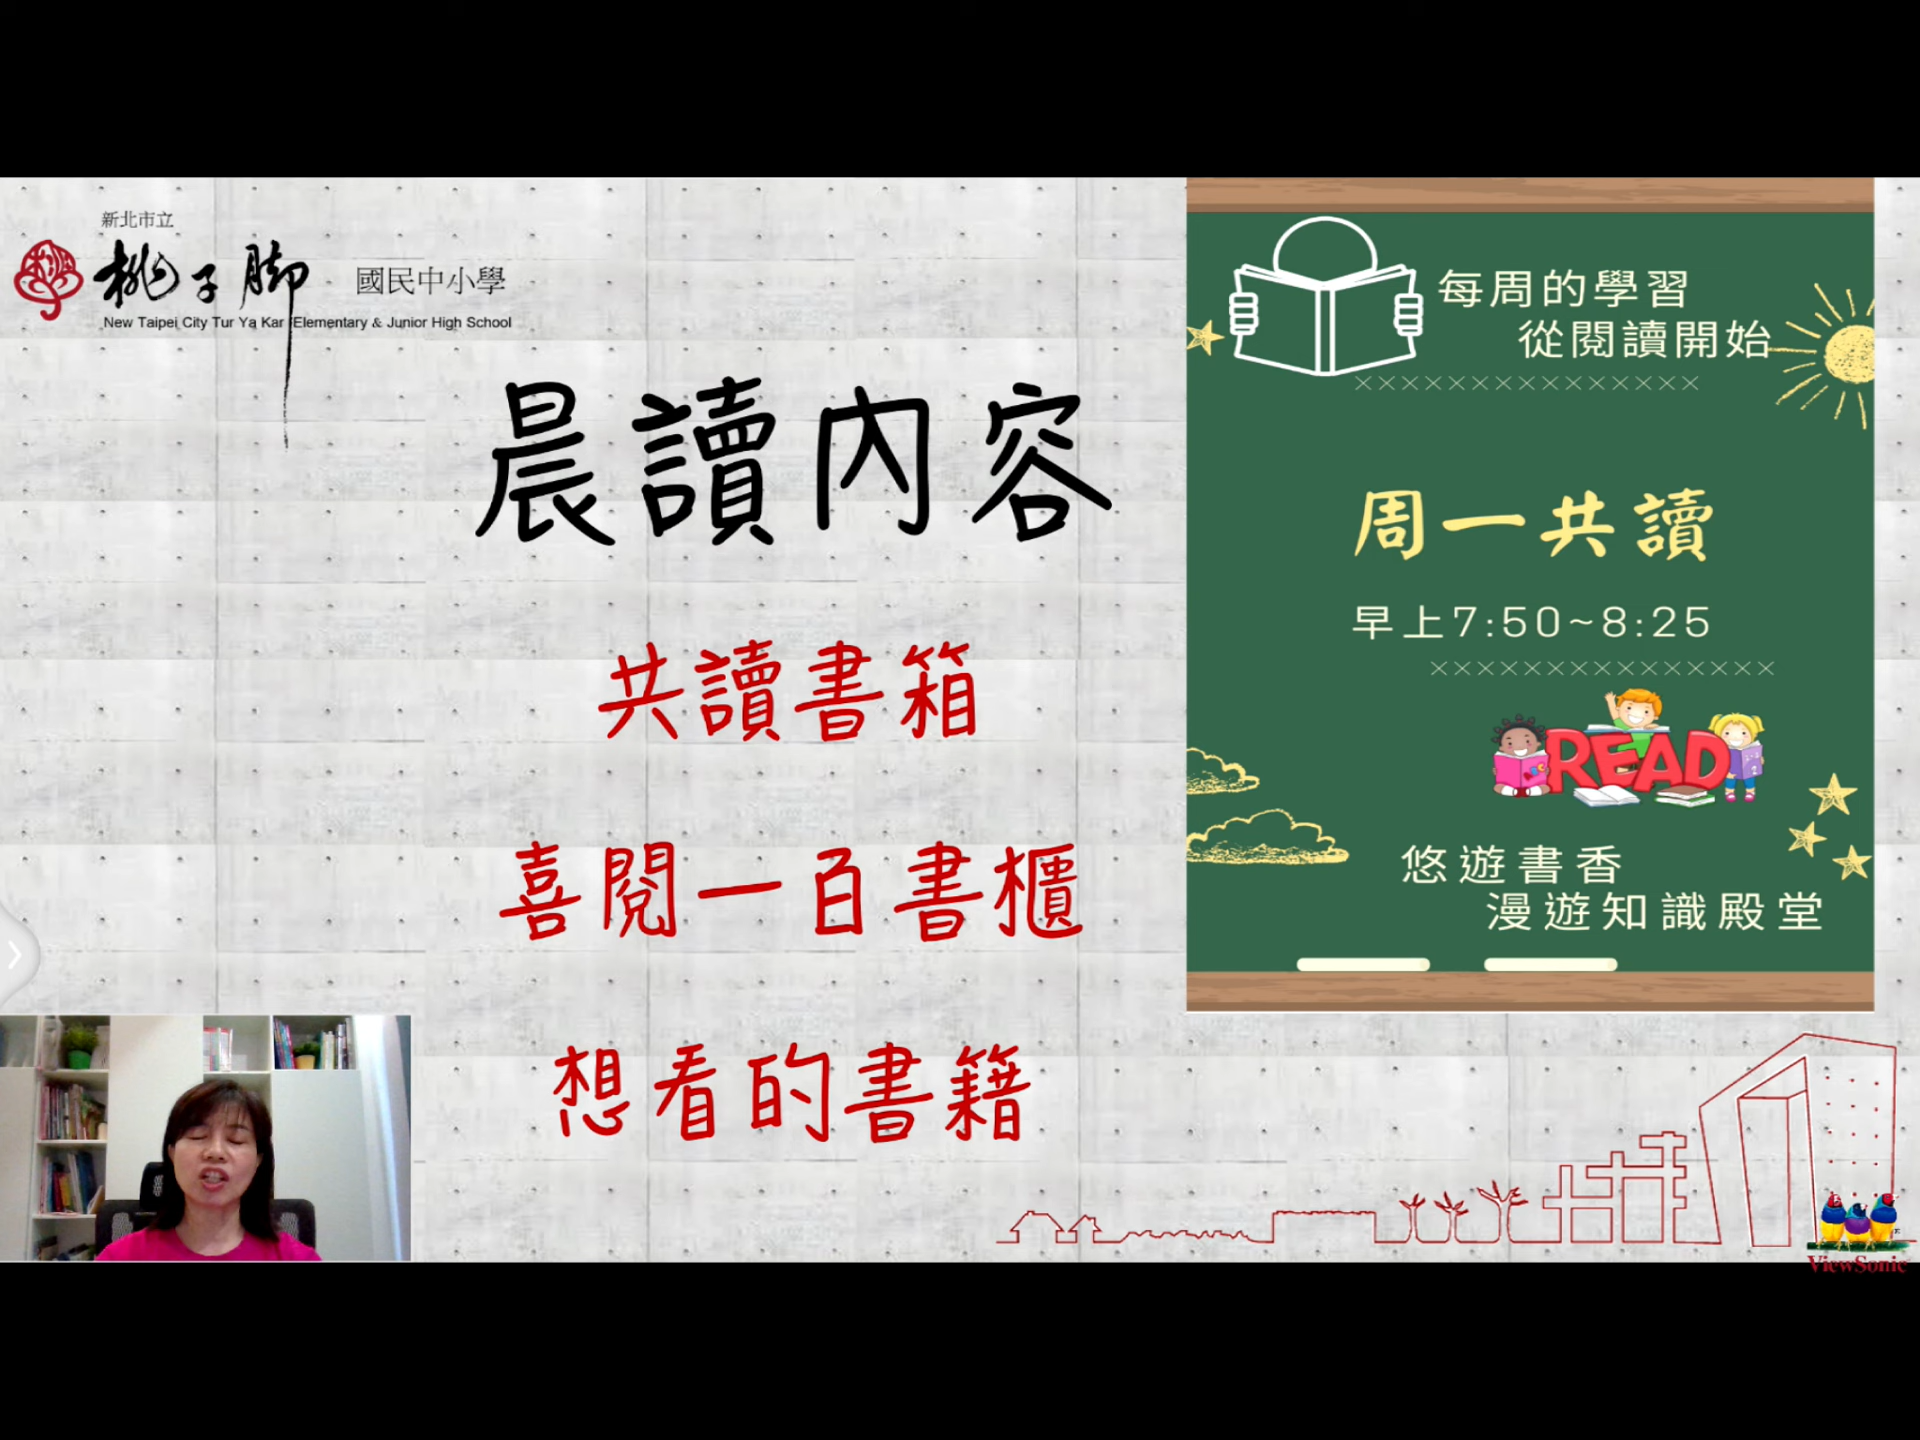 新北市立
桃子脚 國民中小學
New Taipei City Tur Ya Kar Elementary & Junior High School
晨讀內容
共讀書箱
喜閱一百書櫃
想看的書籍
每周的學習
從閱讀開始
周一共讀
早上7:50~8:25
READ
悠遊書香
漫遊知識殿堂
ViewSonic